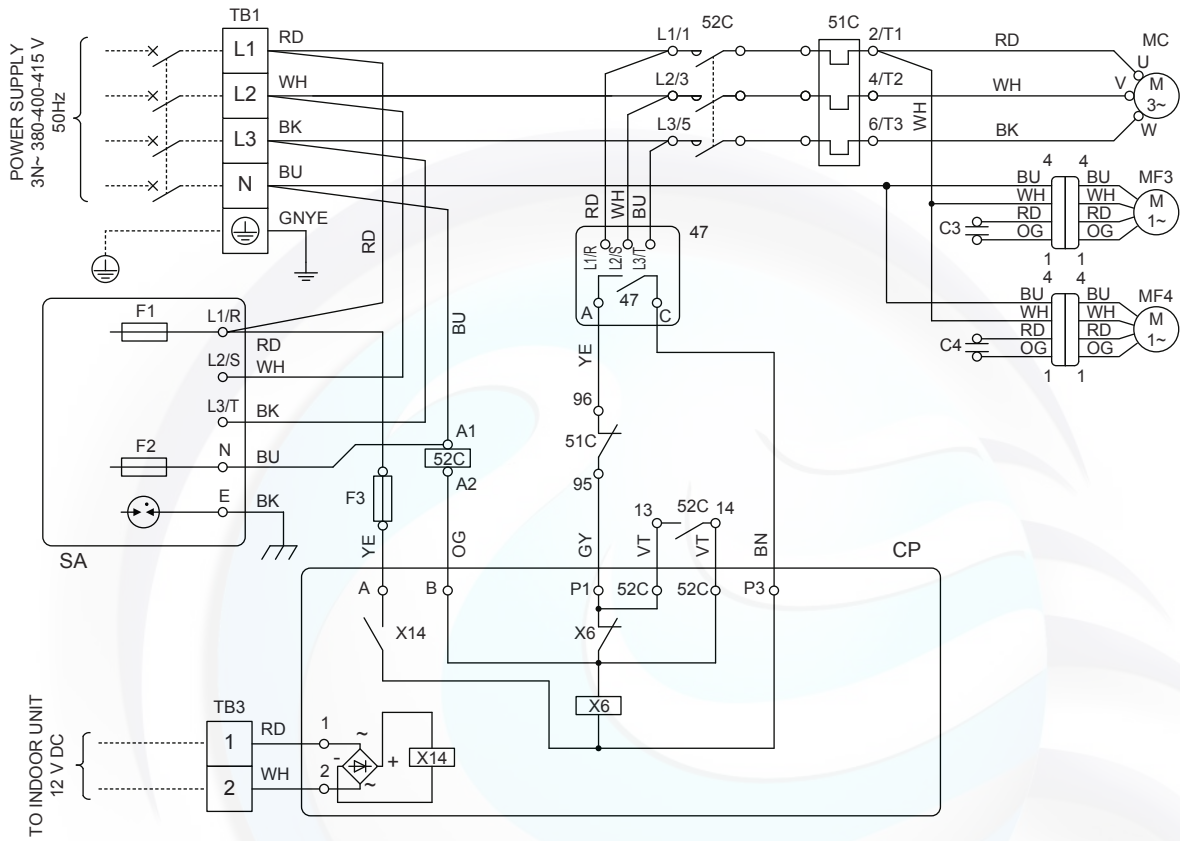 TB1
POWER SUPPLY
3N~ 380-400-415 V
50Hz
L1
L2
L3
N
RD
WH
BK
BU
GNYE
RD
L1/1
L2/3
L3/5
52C
51C
2/T1
4/T2
6/T3
WH
RD
WH
BK
MC
U
V
W
M
3~
RD
WH
BU
47
L1/R
L2/S
L3/T
47
A
C
4
4
BU
WH
RD
OG
BU
WH
RD
OG
C3
1
1
MF3
M
1~
4
4
BU
WH
RD
OG
BU
WH
RD
OG
C4
1
1
MF4
M
1~
F1
L1/R
RD
L2/S
WH
L3/T
BK
F2
N
BU
E
BK
SA
BU
A1
52C
A2
F3
YE
OG
YE
96
51C
95
GY
13
52C
14
VT
VT
BN
CP
A
B
P1
52C
52C
P3
X14
X6
X6
TO INDOOR UNIT
12 V DC
TB3
1
2
RD
WH
1
2
~
-
+
~
X14